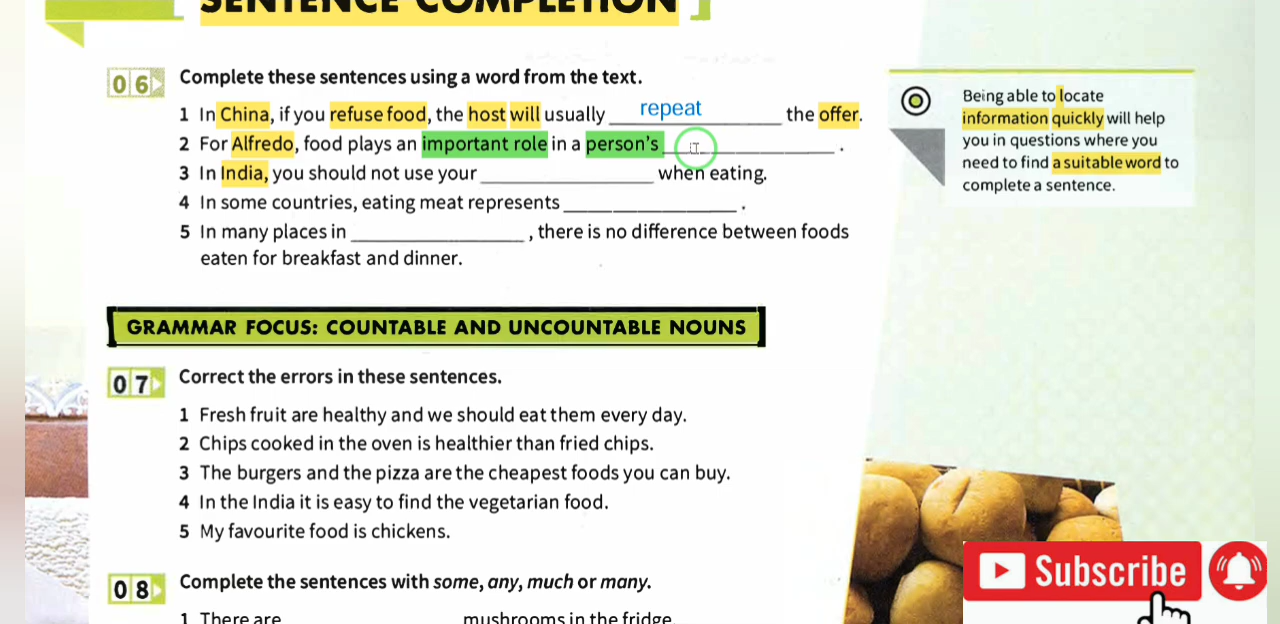 SENTENCE COMPLETION
06 Complete these sentences using a word from the text.
1 In China, if you refuse food, the host will usually repeat the offer.
2 For Alfredo, food plays an important role in a person's ____________ .
3 In India, you should not use your ____________ when eating.
4 In some countries, eating meat represents ____________ .
5 In many places in ____________ , there is no difference between foods
eaten for breakfast and dinner.
Being able to locate
information quickly will help
you in questions where you
need to find a suitable word to
complete a sentence.
GRAMMAR FOCUS: COUNTABLE AND UNCOUNTABLE NOUNS
07 Correct the errors in these sentences.
1 Fresh fruit are healthy and we should eat them every day.
2 Chips cooked in the oven is healthier than fried chips.
3 The burgers and the pizza are the cheapest foods you can buy.
4 In the India it is easy to find the vegetarian food.
5 My favourite food is chickens.
08 Complete the sentences with some, any, much or many.
1 There are ____________ mushrooms in the fridge.
Subscribe